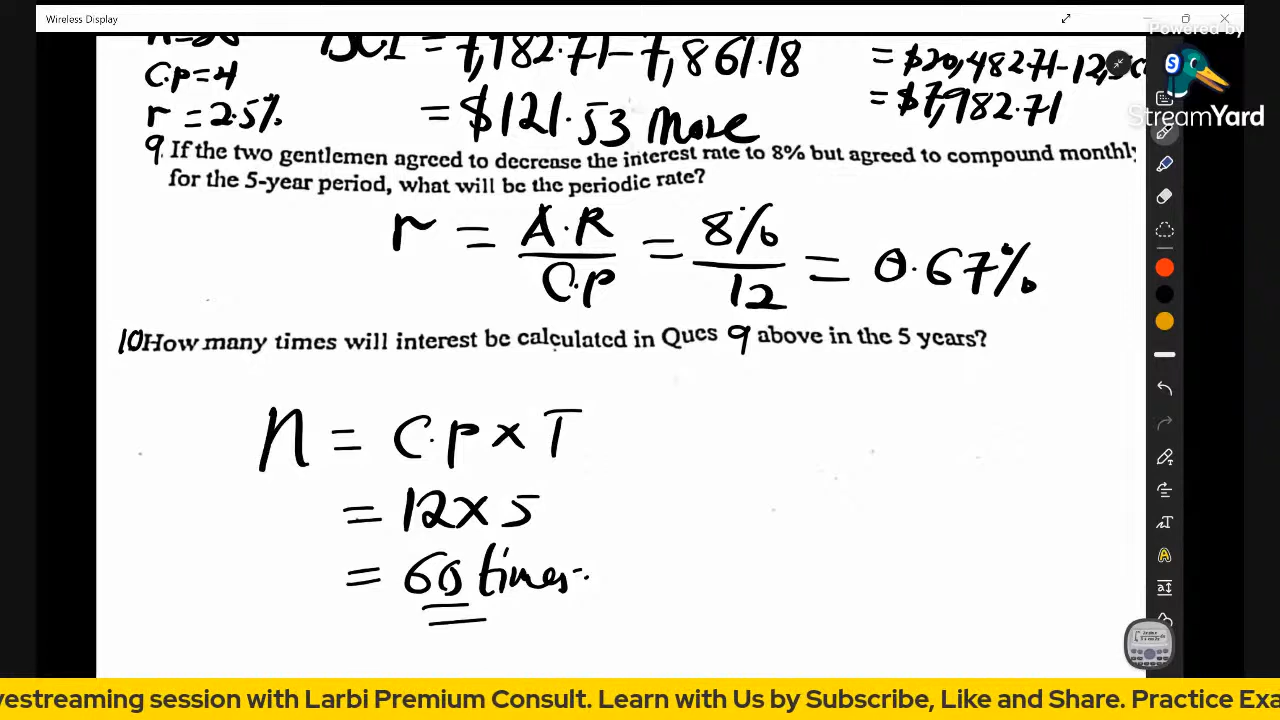 Wireless Display
Powered by
StreamYard
= 7,982.71 - 7,861.18
C.P = 4
r = 2.5%
= $121.53 more
= $20,482.71 - 12,5
= $7,982.71
9. If the two gentlemen agreed to decrease the interest rate to 8% but agreed to compound monthly
for the 5-year period, what will be the periodic rate?
r = A.R / C.P = 8% / 12 = 0.67%
10 How many times will interest be calculated in Ques 9 above in the 5 years?
n = C.P × T
= 12 × 5
= 60 times.
vestreaming session with Larbi Premium Consult. Learn with Us by Subscribe, Like and Share. Practice Exa